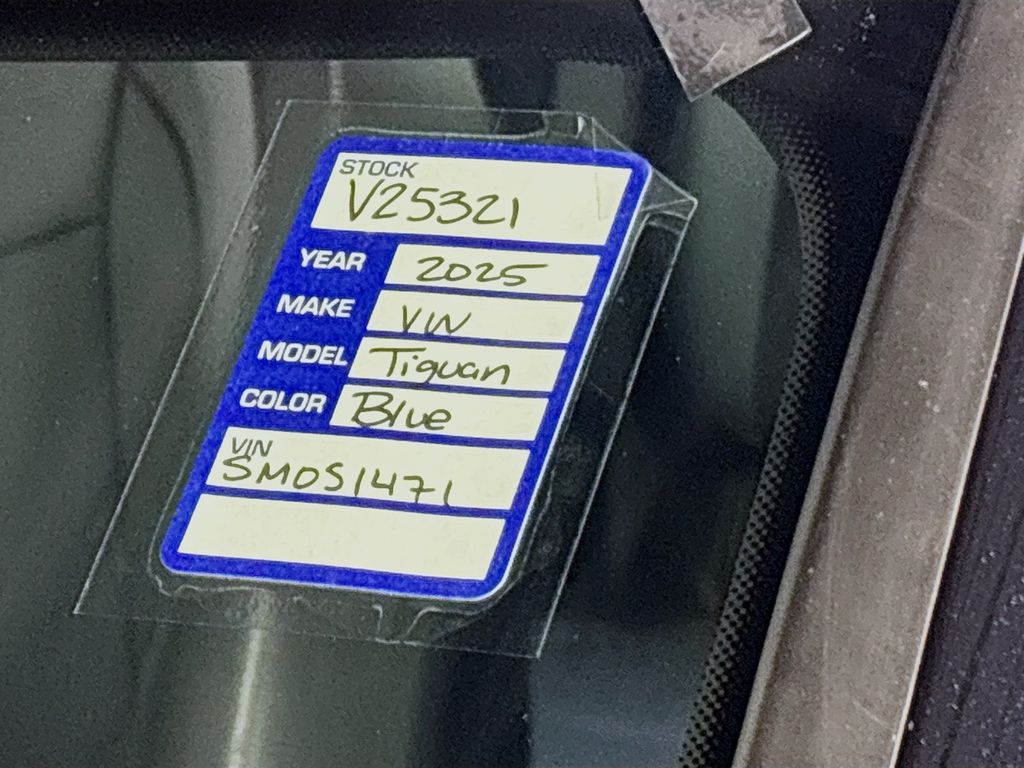 STOCK
V25321
YEAR 2025
MAKE VW
MODEL Tiguan
COLOR Blue
VIN
SM051471